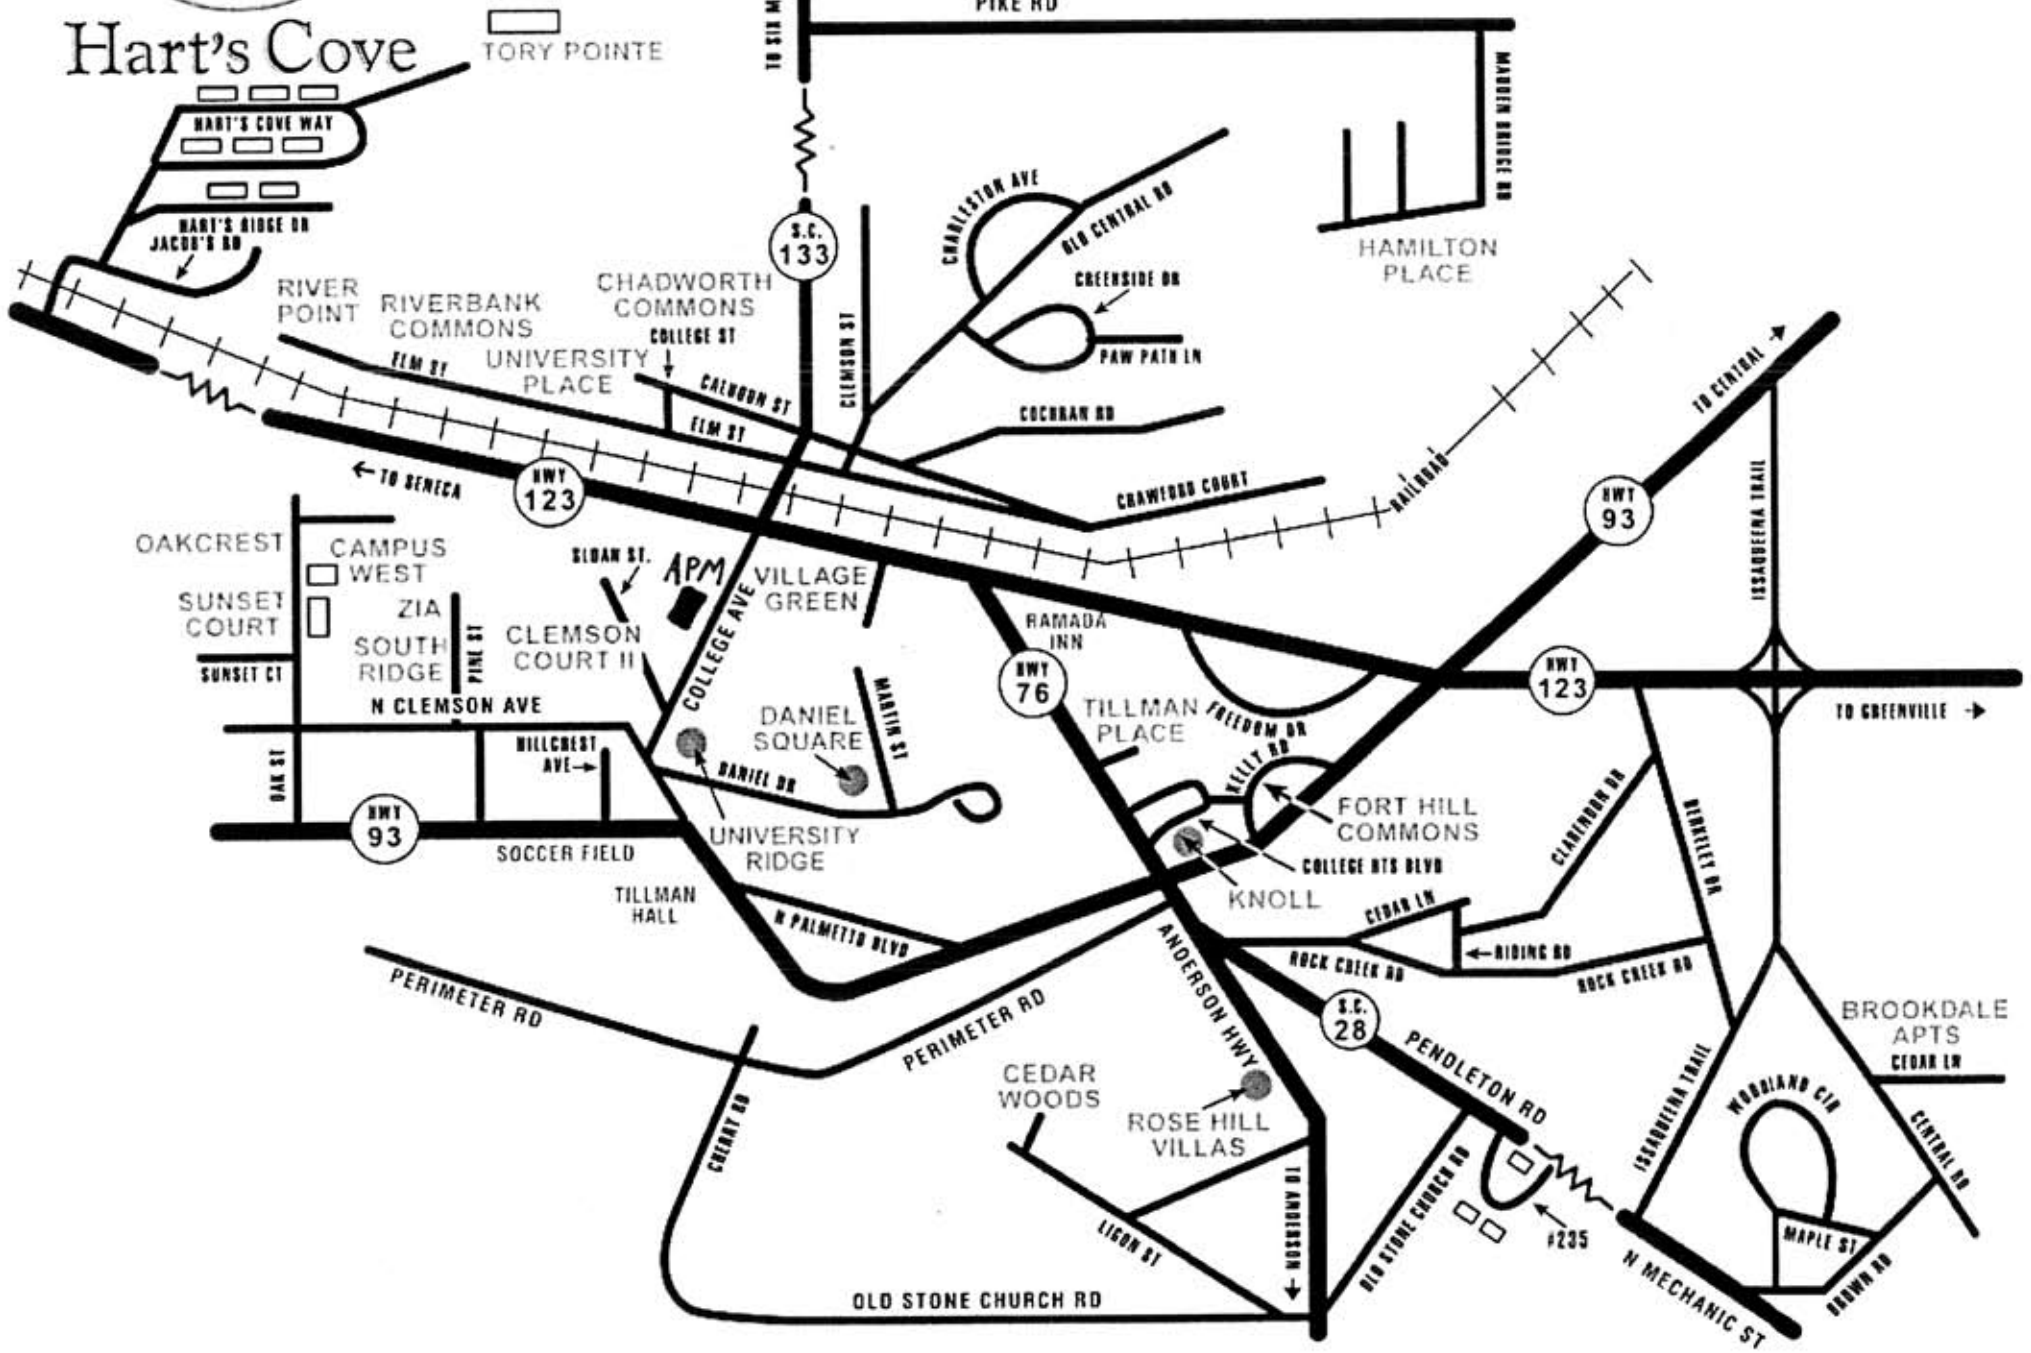 Hart's Cove
TORY POINTE
HART'S COVE WAY
HART'S RIDGE DR
JACOB'S RD
TO SIX M
PIKE RD
MADDEN BRIDGE RD
HAMILTON
PLACE
S.C.
133
CHARLESTON AVE
OLD CENTRAL RD
CREENSIDE DR
PAW PATH LN
CLEMSON ST
COCHRAN RD
CRAWFORD COURT
RAILROAD
RIVER
POINT
RIVERBANK
COMMONS
CHADWORTH
COMMONS
COLLEGE ST
UNIVERSITY
PLACE
ELM ST
CALHOUN ST
ELM ST
← TO SENECA
HWY
123
TO CENTRAL →
HWY
93
ISSAQUEENA TRAIL
OAKCREST
CAMPUS
WEST
SUNSET
COURT
SUNSET CT
ZIA
SOUTH
RIDGE
PINE ST
SLOAN ST.
APM
CLEMSON
COURT II
COLLEGE AVE
VILLAGE
GREEN
RAMADA
INN
HWY
76
HWY
123
TO GREENVILLE →
N CLEMSON AVE
OAK ST
HILLCREST
AVE→
HWY
93
SOCCER FIELD
DANIEL
SQUARE
MARTIN ST
DANIEL DR
UNIVERSITY
RIDGE
TILLMAN
PLACE
FREEDOM DR
KELLY RD
FORT HILL
COMMONS
COLLEGE HTS BLVD
KNOLL
CLARENDON DR
BERKELEY DR
TILLMAN
HALL
N PALMETTO BLVD
PERIMETER RD
PERIMETER RD
ANDERSON HWY
CEDAR LN
←RIDING RD
ROCK CREEK RD
ROCK CREEK RD
S.C.
28
PENDLETON RD
BROOKDALE
APTS
CEDAR LN
CEDAR
WOODS
ROSE HILL
VILLAS
CHERRY RD
LIGON ST
TO ANDERSON →
OLD STONE CHURCH RD
OLD STONE CHURCH RD
#235
ISSAQUEENA TRAIL
WOODLAND CIR
CENTRAL RD
MAPLE ST
N MECHANIC ST